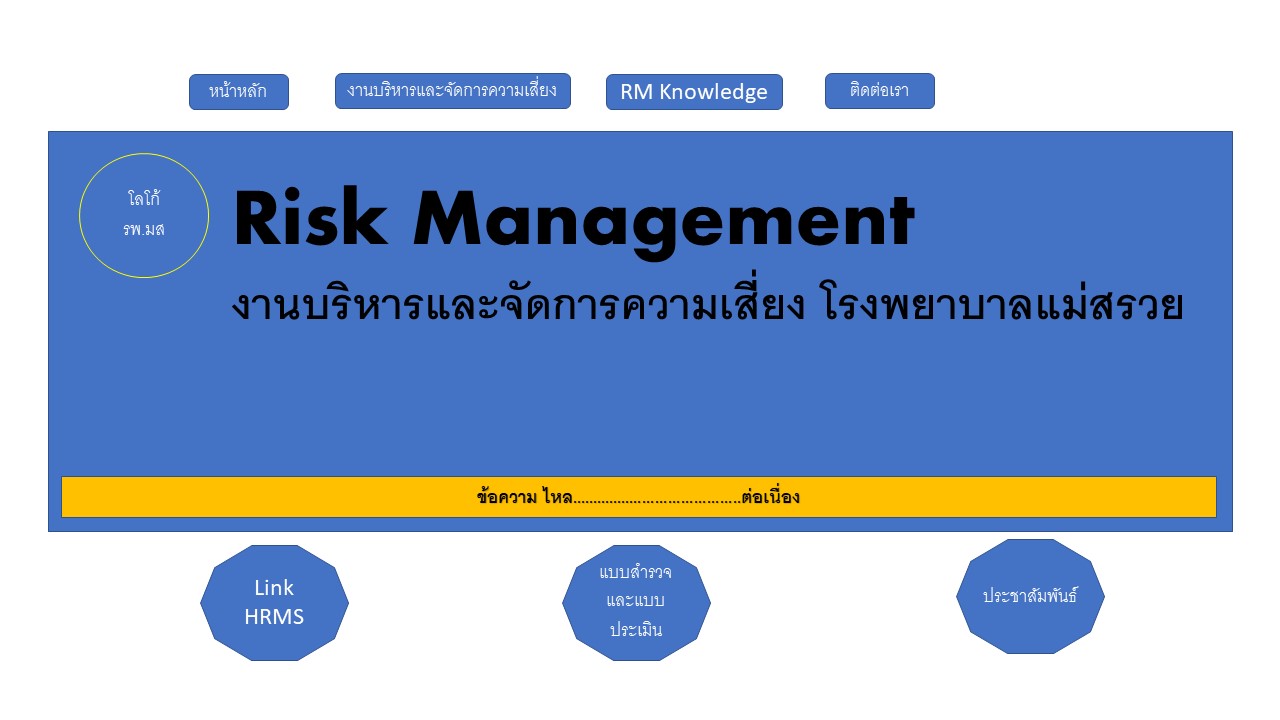 หน้าหลัก
งานบริหารและจัดการความเสี่ยง
RM Knowledge
ติดต่อเรา
โลโก้
รพ.มส
Risk Management
งานบริหารและจัดการความเสี่ยง โรงพยาบาลแม่สรวย
ข้อความ ไหล......................................ต่อเนื่อง
Link
HRMS
แบบสำรวจ
และแบบ
ประเมิน
ประชาสัมพันธ์